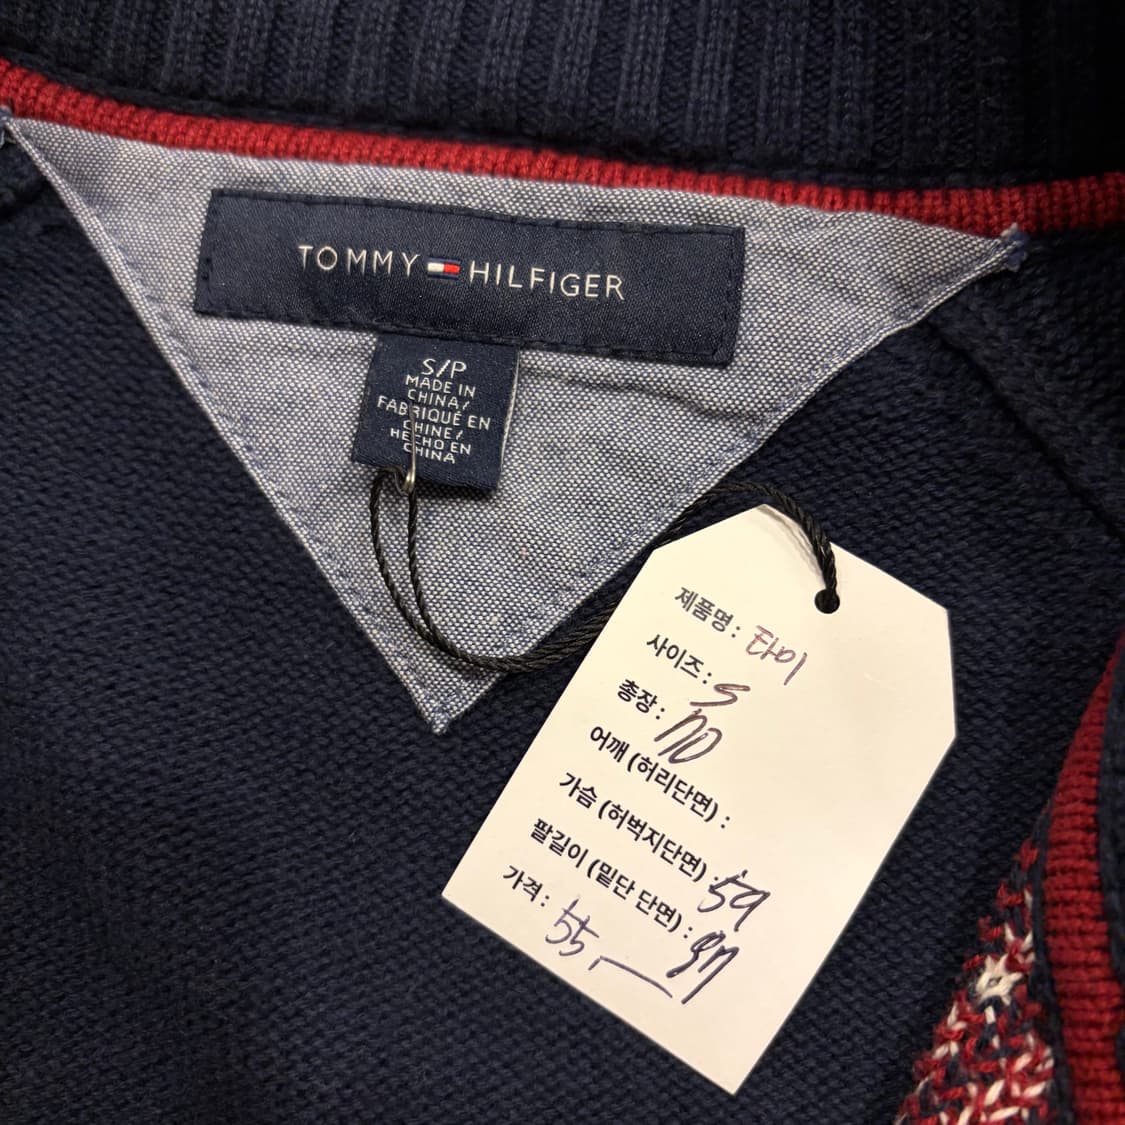 TOMMY HILFIGER
S/P
MADE IN
CHINA/
FABRIQUÉ EN
CHINE/
HECHO EN
CHINA
제품명 : 타미
사이즈 : S
총장 : 70
어깨 (허리단면) :
가슴 (허벅지단면) : 59
팔길이 (밑단 단면) : 87
가격 : 55,